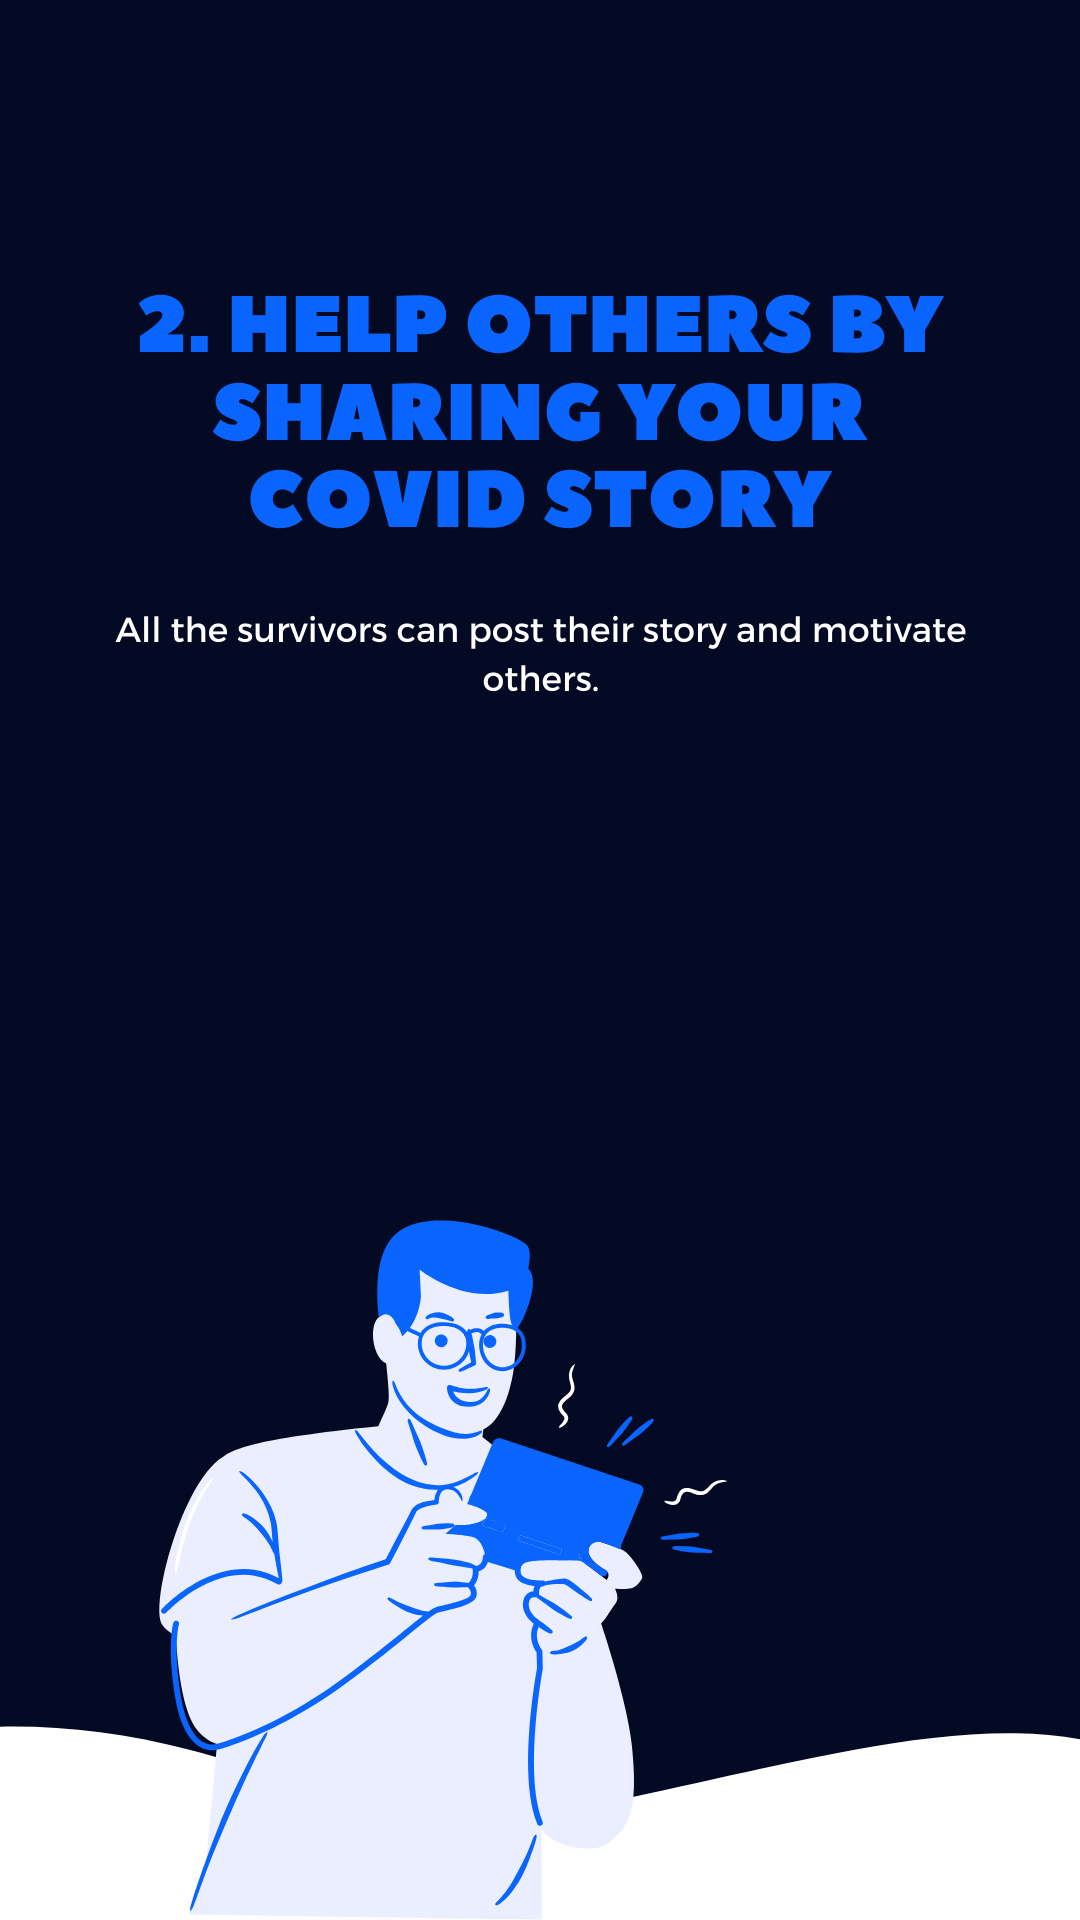 2. HELP OTHERS BY
SHARING YOUR
COVID STORY
All the survivors can post their story and motivate
others.